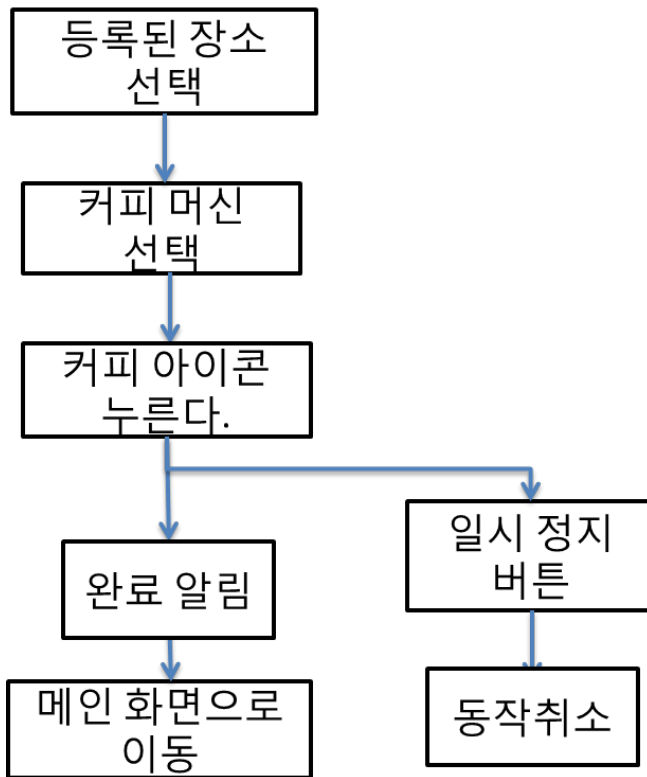 등록된 장소
선택
커피 머신
선택
커피 아이콘
누른다.
완료 알림
메인 화면으로
이동
일시 정지
버튼
동작취소